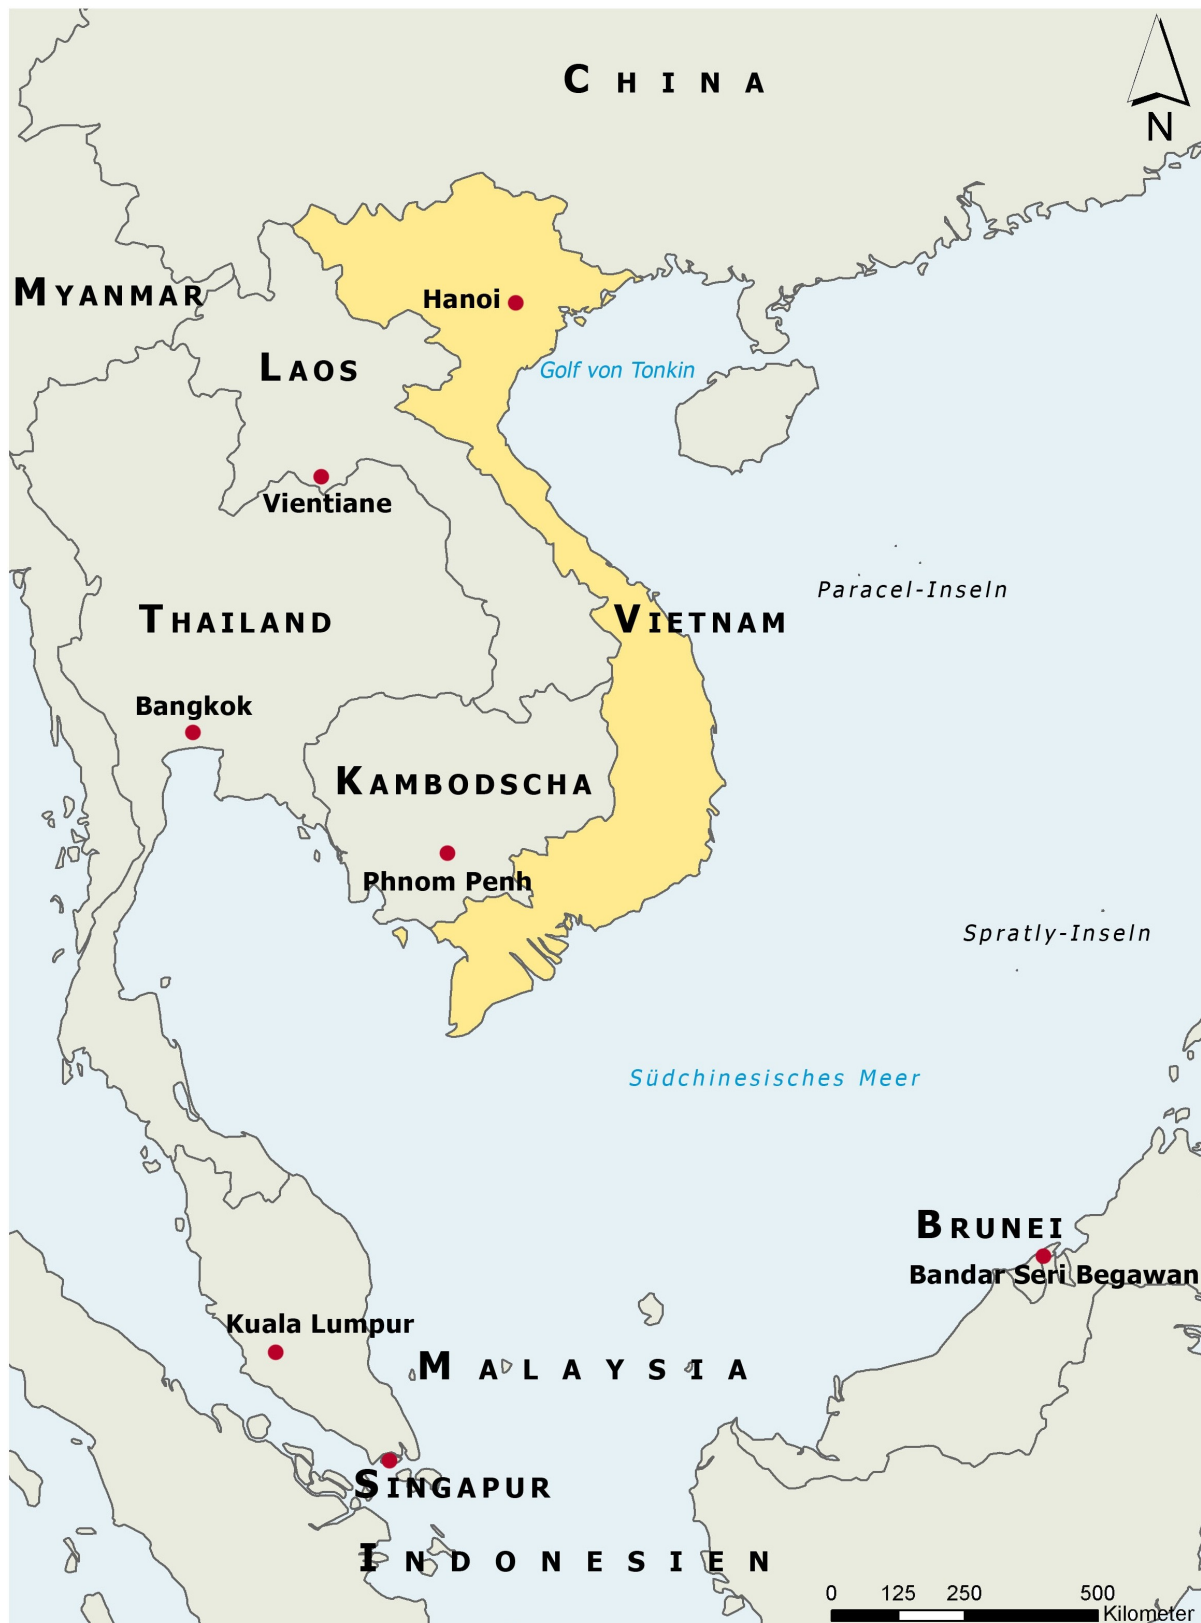 CHINA
N
MYANMAR
Hanoi
LAOS
Golf von Tonkin
Vientiane
Paracel-Inseln
THAILAND
VIETNAM
Bangkok
KAMBODSCHA
Phnom Penh
Spratly-Inseln
Südchinesisches Meer
BRUNEI
Bandar Seri Begawan
Kuala Lumpur
MALAYSIA
SINGAPUR
INDONESIEN
0 125 250 500
Kilometer